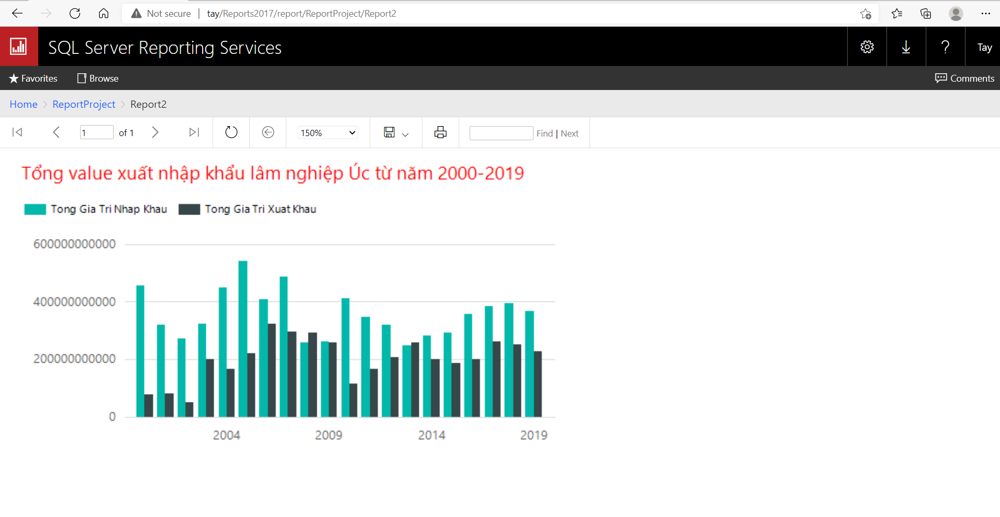 Not secure | tay/Reports2017/report/ReportProject/Report2
SQL Server Reporting Services
Tay
Favorites Browse Comments
Home > ReportProject > Report2
1 of 1 150% Find | Next
Tổng value xuất nhập khẩu lâm nghiệp Úc từ năm 2000-2019
Tong Gia Tri Nhap Khau Tong Gia Tri Xuat Khau
600000000000
400000000000
200000000000
0
2004 2009 2014 2019